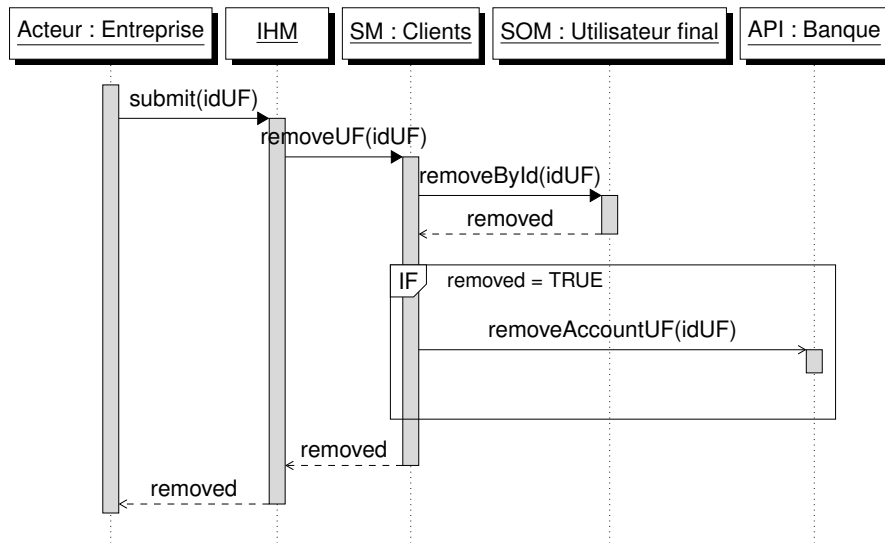 Acteur : Entreprise
IHM
SM : Clients
SOM : Utilisateur final
API : Banque
submit(idUF)
removeUF(idUF)
removeById(idUF)
removed
IF
removed = TRUE
removeAccountUF(idUF)
removed
removed